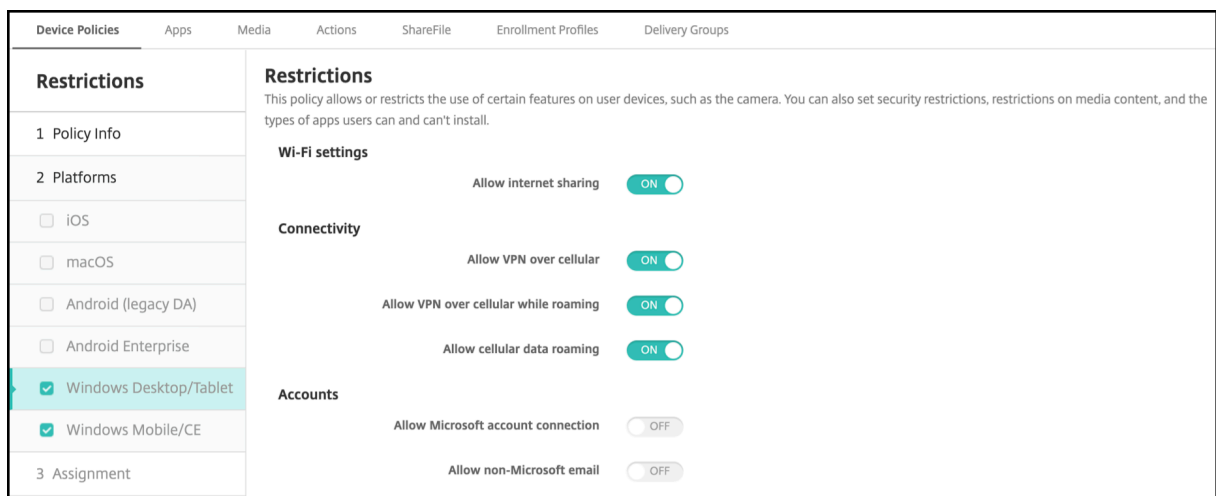 Device Policies Apps Media Actions ShareFile Enrollment Profiles Delivery Groups
Restrictions
1 Policy Info
2 Platforms
iOS
macOS
Android (legacy DA)
Android Enterprise
Windows Desktop/Tablet
Windows Mobile/CE
3 Assignment
Restrictions
This policy allows or restricts the use of certain features on user devices, such as the camera. You can also set security restrictions, restrictions on media content, and the
types of apps users can and can't install.
Wi-Fi settings
Allow internet sharing ON
Connectivity
Allow VPN over cellular ON
Allow VPN over cellular while roaming ON
Allow cellular data roaming ON
Accounts
Allow Microsoft account connection OFF
Allow non-Microsoft email OFF